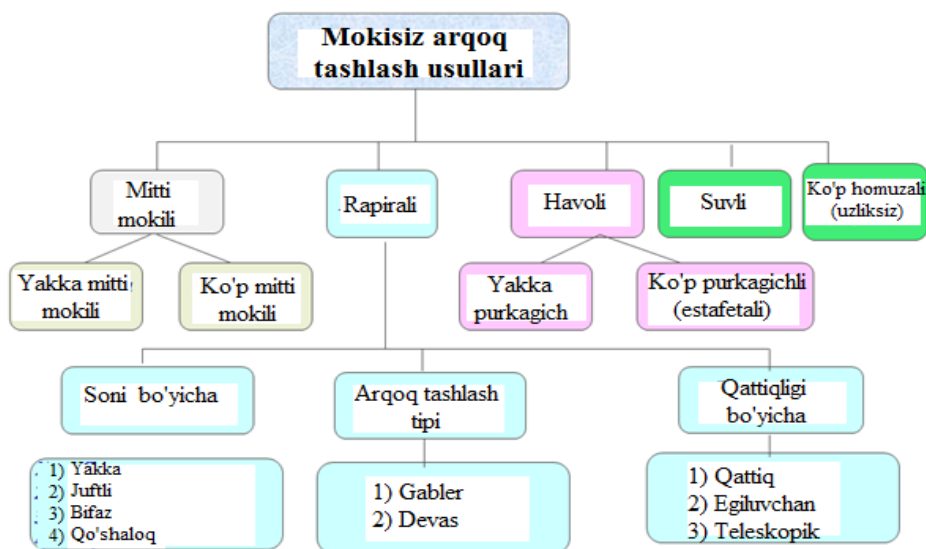 Mokisiz arqoq
tashlash usullari
Mitti
mokili
Rapirali
Havoli
Suvli
Ko'p homuzali
(uzliksiz)
Yakka mitti
mokili
Ko'p mitti
mokili
Yakka
purkagich
Ko'p purkagichli
(estafetali)
Soni bo'yicha
Arqoq tashlash
tipi
Qattiqligi
bo'yicha
1) Yakka
2) Juftli
3) Bifaz
4) Qo'shaloq
1) Gabler
2) Devas
1) Qattiq
2) Egiluvchan
3) Teleskopik